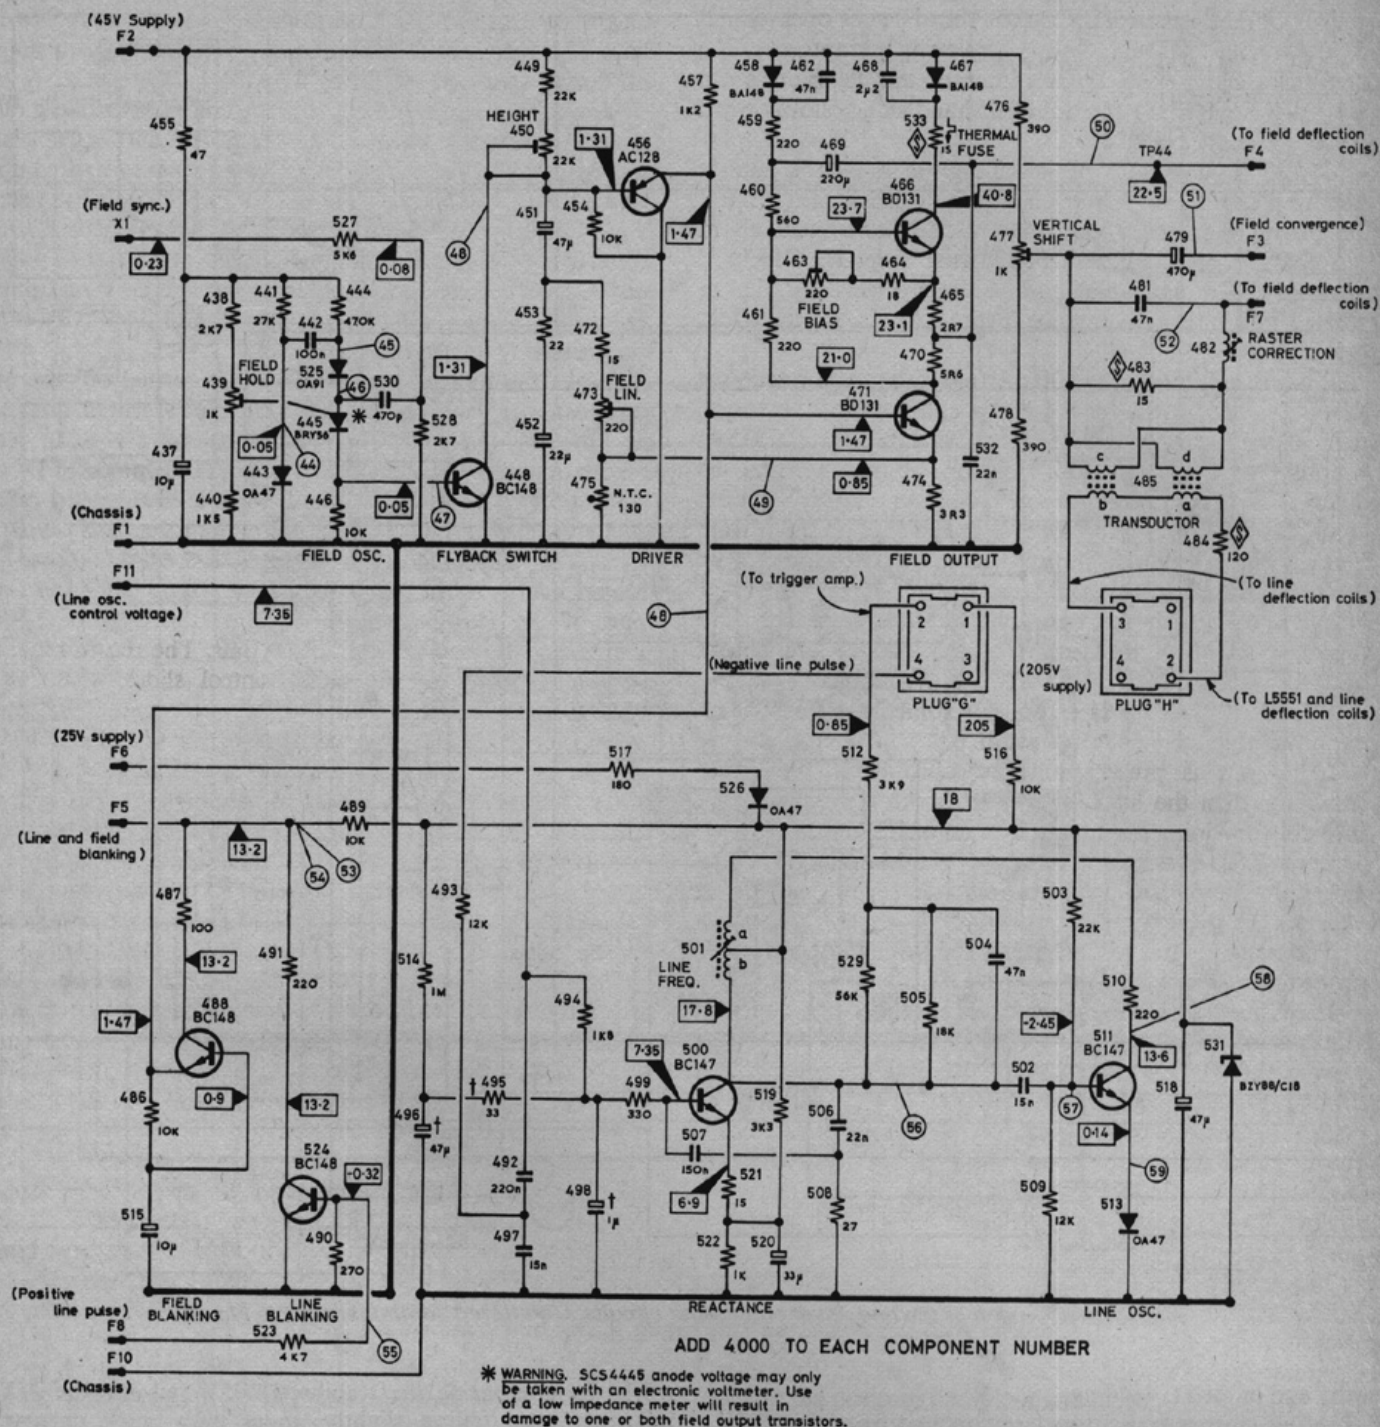 (45V Supply)
F2
455
47
449
22K
HEIGHT
450
22K
1·31
456
AC128
457
1K2
458
BA148
462
47n
468
2µ2
467
BA148
459
220
469
220µ
533
15
THERMAL
FUSE
476
390
50
(To field deflection
coils)
F4
TP44
22·5
(Field sync.)
X1
0·23
527
5K6
0·08
48
451
47µ
454
10K
1·47
460
560
23·7
466
BD131
40·8
477
1K
VERTICAL
SHIFT
51
479
470µ
(Field convergence)
F3
438
2K7
441
27K
442
100n
444
470K
45
463
220
FIELD
BIAS
464
18
23·1
465
2R7
481
47n
52
(To field deflection
coils)
F7
482
RASTER
CORRECTION
453
22
472
15
461
220
21·0
470
5R6
483
15
FIELD
HOLD
439
1K
525
OA91
46
530
470p
445
BRY56
*
1·31
473
220
FIELD
LIN.
471
BD131
1·47
0·85
478
390
528
2K7
0·05
44
437
10µ
443
OA47
440
1K5
446
10K
0·05
47
448
BC148
452
22µ
475
N.T.C.
130
49
474
3R3
532
22n
c
d
485
b
a
TRANSDUCTOR
484
120
(Chassis)
F1
FIELD OSC.
FLYBACK SWITCH
DRIVER
FIELD OUTPUT
F11
(Line osc.
control voltage)
7·35
48
(To trigger amp.)
2
1
4
3
PLUG"G"
(To line
deflection coils)
3
1
4
2
PLUG"H"
(Negative line pulse)
(205V
supply)
(To L5551 and line
deflection coils)
0·85
205
(25V supply)
F6
517
180
526
OA47
512
3K9
516
10K
F5
(Line and field
blanking)
13·2
54
53
489
10K
18
487
100
13·2
491
220
514
1M
493
12K
501
a
b
LINE
FREQ.
17·8
529
56K
505
18K
504
47n
503
22K
510
220
58
1·47
488
BC148
494
1K8
-2·45
511
BC147
13·6
531
BZY88/C18
486
10K
0·9
13·2
496
†
47µ
†
495
33
499
330
7·35
500
BC147
519
3K3
506
22n
56
502
15n
57
518
47µ
0·14
507
150n
59
524
BC148
-0·32
492
220n
498
†
1µ
6·9
521
15
508
27
509
12K
513
OA47
515
10µ
490
270
497
15n
522
1K
520
33µ
(Positive
line pulse)
F8
FIELD
BLANKING
LINE
BLANKING
REACTANCE
LINE OSC.
523
4K7
55
F10
(Chassis)
ADD 4000 TO EACH COMPONENT NUMBER
* WARNING. SCS4445 anode voltage may only
be taken with an electronic voltmeter. Use
of a low impedance meter will result in
damage to one or both field output transistors.